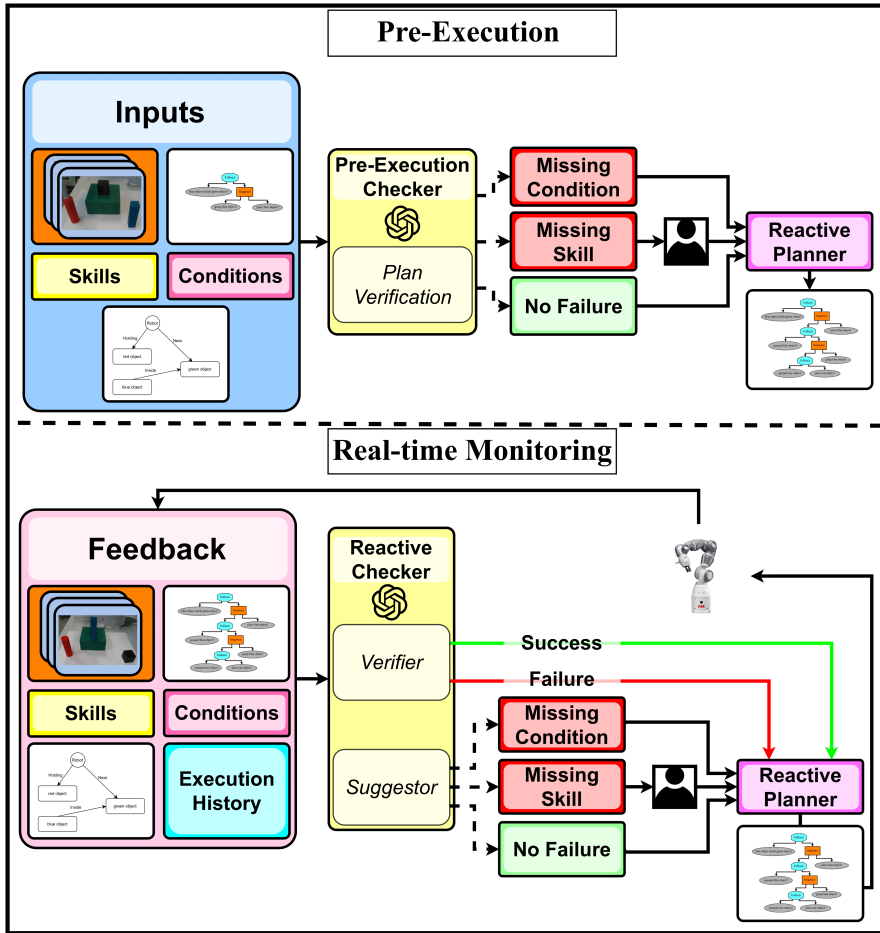 Pre-Execution
Inputs
Skills
Conditions
Robot
Holding
Near
red object
green object
Inside
blue object
Pre-Execution
Checker
Plan
Verification
Missing
Condition
Missing
Skill
No Failure
Reactive
Planner
Fallback
Sequence
Real-time Monitoring
Feedback
Skills
Conditions
Robot
Holding
Near
red object
green object
Inside
blue object
Execution
History
Reactive
Checker
Verifier
Suggestor
Success
Failure
Missing
Condition
Missing
Skill
No Failure
Reactive
Planner